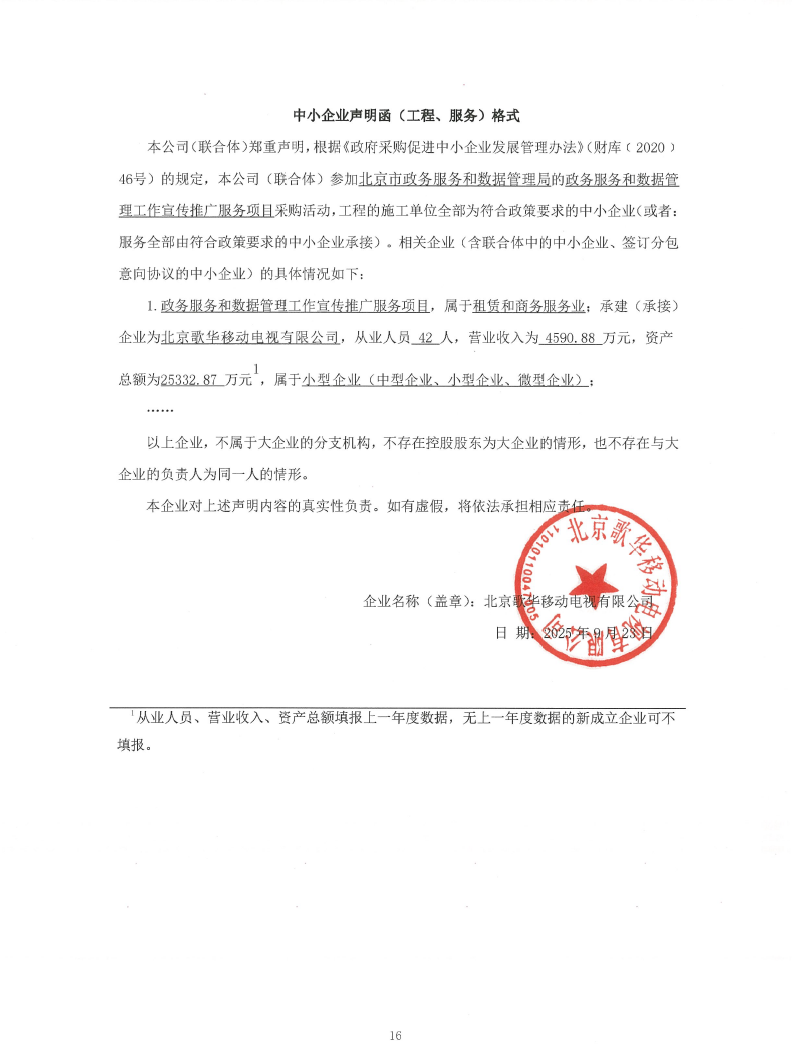 中小企业声明函（工程、服务）格式
本公司（联合体）郑重声明，根据《政府采购促进中小企业发展管理办法》（财库﹝2020﹞
46号）的规定，本公司（联合体）参加北京市政务服务和数据管理局的政务服务和数据管
理工作宣传推广服务项目采购活动，工程的施工单位全部为符合政策要求的中小企业（或者：
服务全部由符合政策要求的中小企业承接）。相关企业（含联合体中的中小企业、签订分包
意向协议的中小企业）的具体情况如下：
1. 政务服务和数据管理工作宣传推广服务项目，属于租赁和商务服务业；承建（承接）
企业为北京歌华移动电视有限公司，从业人员 42 人，营业收入为 4590.88 万元，资产
总额为25332.87 万元1，属于小型企业（中型企业、小型企业、微型企业）；
……
以上企业，不属于大企业的分支机构，不存在控股股东为大企业的情形，也不存在与大
企业的负责人为同一人的情形。
本企业对上述声明内容的真实性负责。如有虚假，将依法承担相应责任。
北京歌华移动电视有限公司
企业名称（盖章）：北京歌华移动电视有限公司
日 期：2025年9月23日
1从业人员、营业收入、资产总额填报上一年度数据，无上一年度数据的新成立企业可不
填报。
16